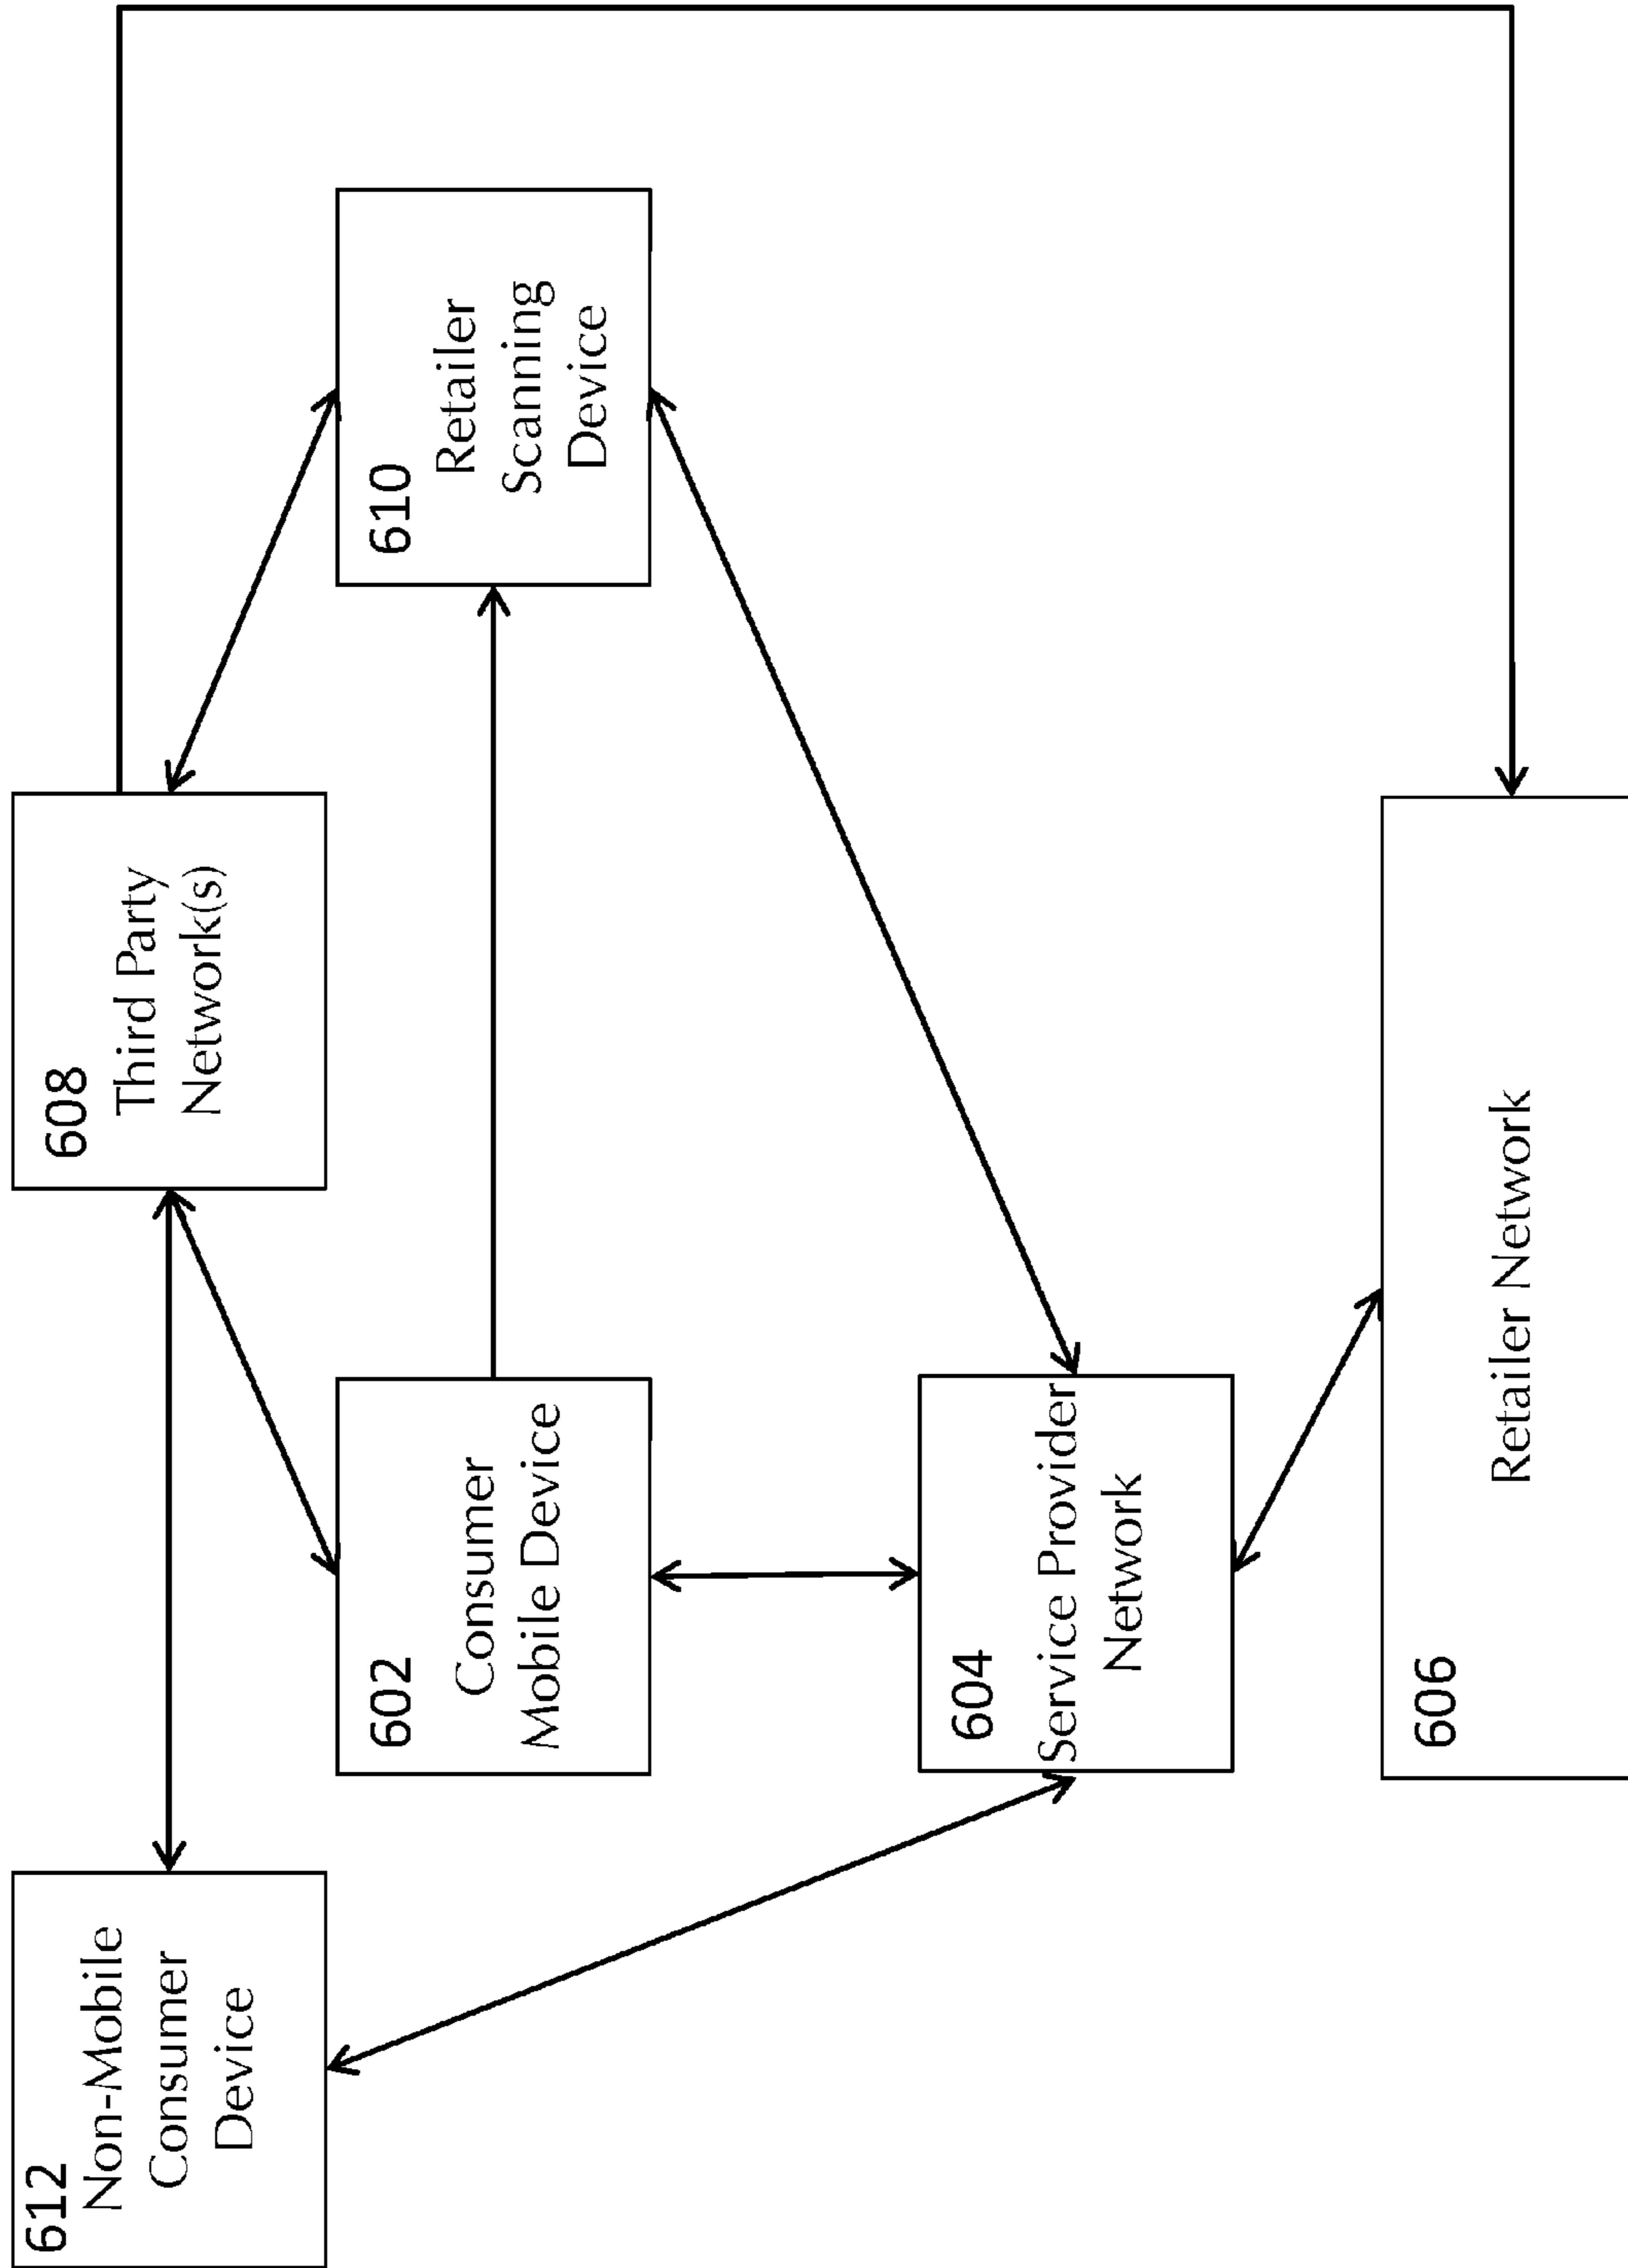 612
Non-Mobile
Consumer
Device
608
Third Party
Network(s)
602
Consumer
Mobile Device
610
Retailer
Scanning
Device
604
Service Provider
Network
606
Retailer Network